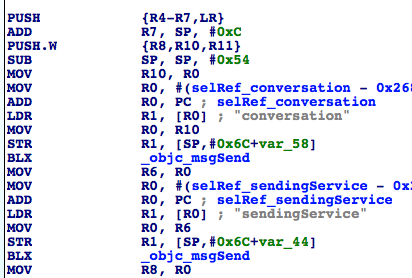 PUSH {R4-R7,LR}
ADD R7, SP, #0xC
PUSH.W {R8,R10,R11}
SUB SP, SP, #0x54
MOV R10, R0
MOV R0, #(selRef_conversation - 0x268
ADD R0, PC ; selRef_conversation
LDR R1, [R0] ; "conversation"
MOV R0, R10
STR R1, [SP,#0x6C+var_58]
BLX _objc_msgSend
MOV R6, R0
MOV R0, #(selRef_sendingService - 0x
ADD R0, PC ; selRef_sendingService
LDR R1, [R0] ; "sendingService"
MOV R0, R6
STR R1, [SP,#0x6C+var_44]
BLX _objc_msgSend
MOV R8, R0